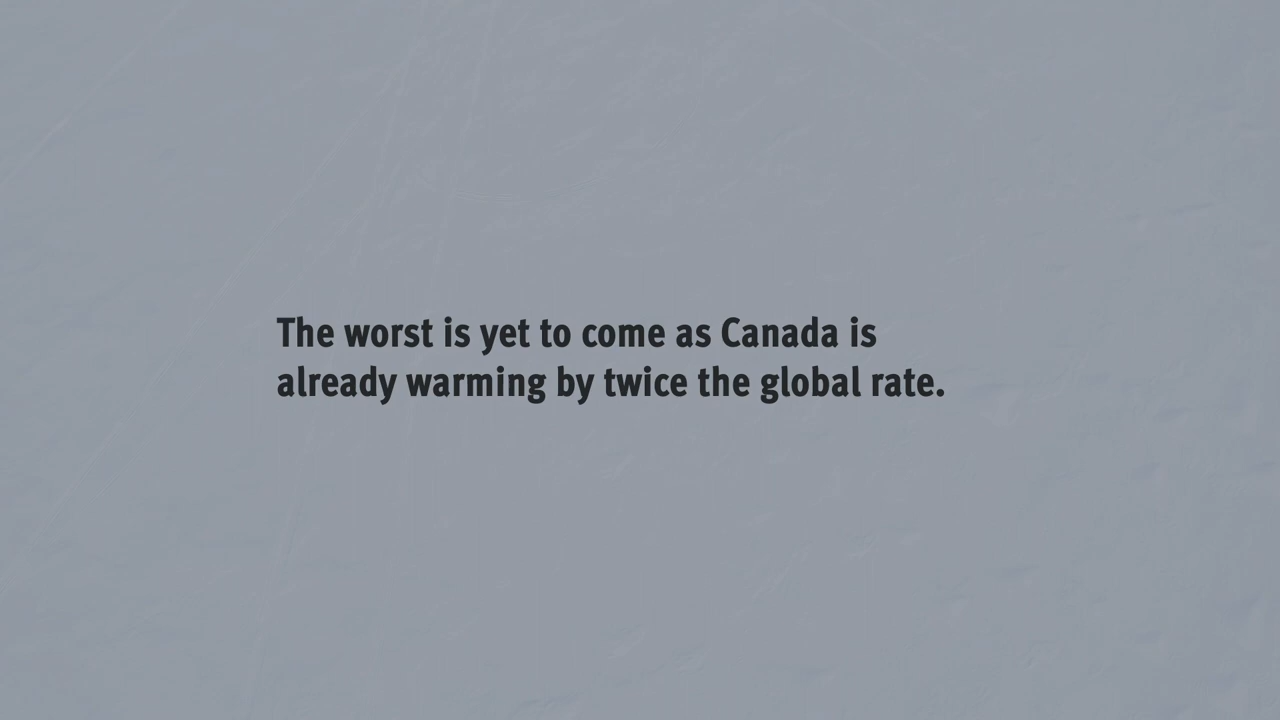 The worst is yet to come as Canada is
already warming by twice the global rate.